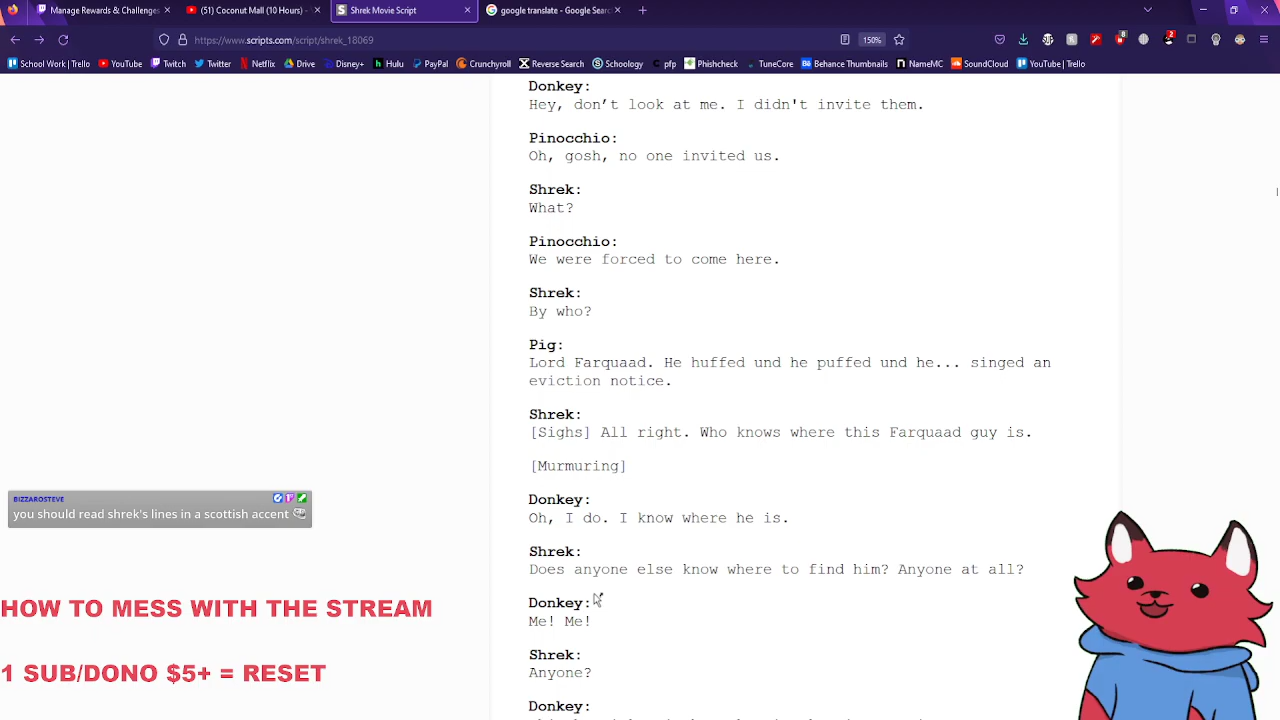 Manage Rewards & Challenges
(51) Coconut Mall (10 Hours) -
Shrek Movie Script
google translate - Google Sear
https://www.scripts.com/script/shrek_18069
150%
School Work | Trello
YouTube
Twitch
Twitter
Netflix
Drive
Disney+
Hulu
PayPal
Crunchyroll
Reverse Search
Schoology
pfp
Phishcheck
TuneCore
Behance Thumbnails
NameMC
SoundCloud
YouTube | Trello
Donkey:
Hey, don’t look at me. I didn't invite them.
Pinocchio:
Oh, gosh, no one invited us.
Shrek:
What?
Pinocchio:
We were forced to come here.
Shrek:
By who?
Pig:
Lord Farquaad. He huffed und he puffed und he... singed an
eviction notice.
Shrek:
[Sighs] All right. Who knows where this Farquaad guy is.
[Murmuring]
Donkey:
Oh, I do. I know where he is.
Shrek:
Does anyone else know where to find him? Anyone at all?
Donkey:
Me! Me!
Shrek:
Anyone?
Donkey:
BIZZAROSTEVE
you should read shrek's lines in a scottish accent
HOW TO MESS WITH THE STREAM
1 SUB/DONO $5+ = RESET